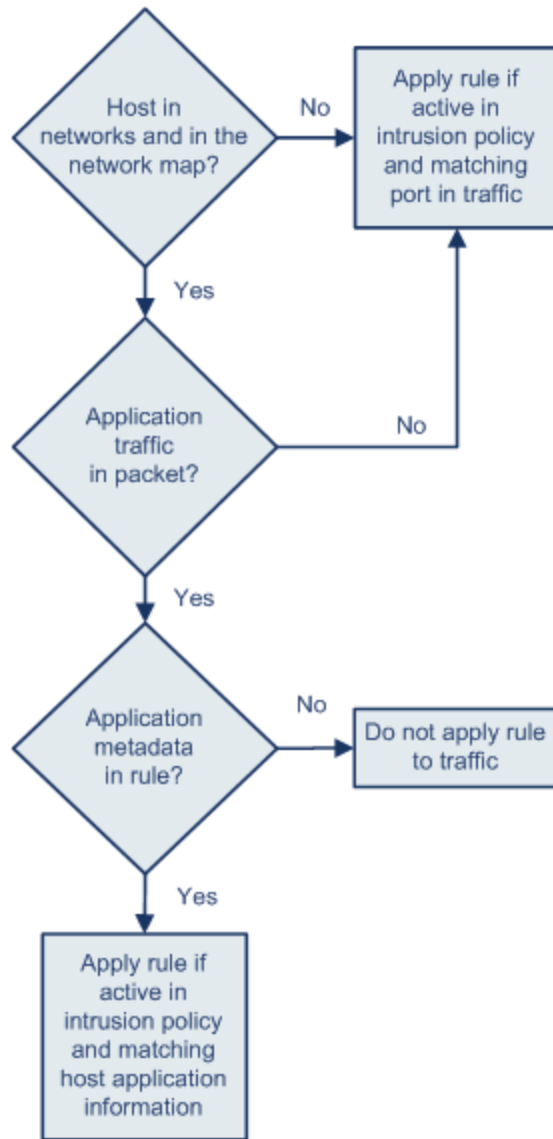 Host in
networks and in the
network map?
No
Apply rule if
active in
intrusion policy
and matching
port in traffic
Yes
Application
traffic
in packet?
No
Yes
Application
metadata
in rule?
No
Do not apply rule
to traffic
Yes
Apply rule if
active in
intrusion policy
and matching
host application
information